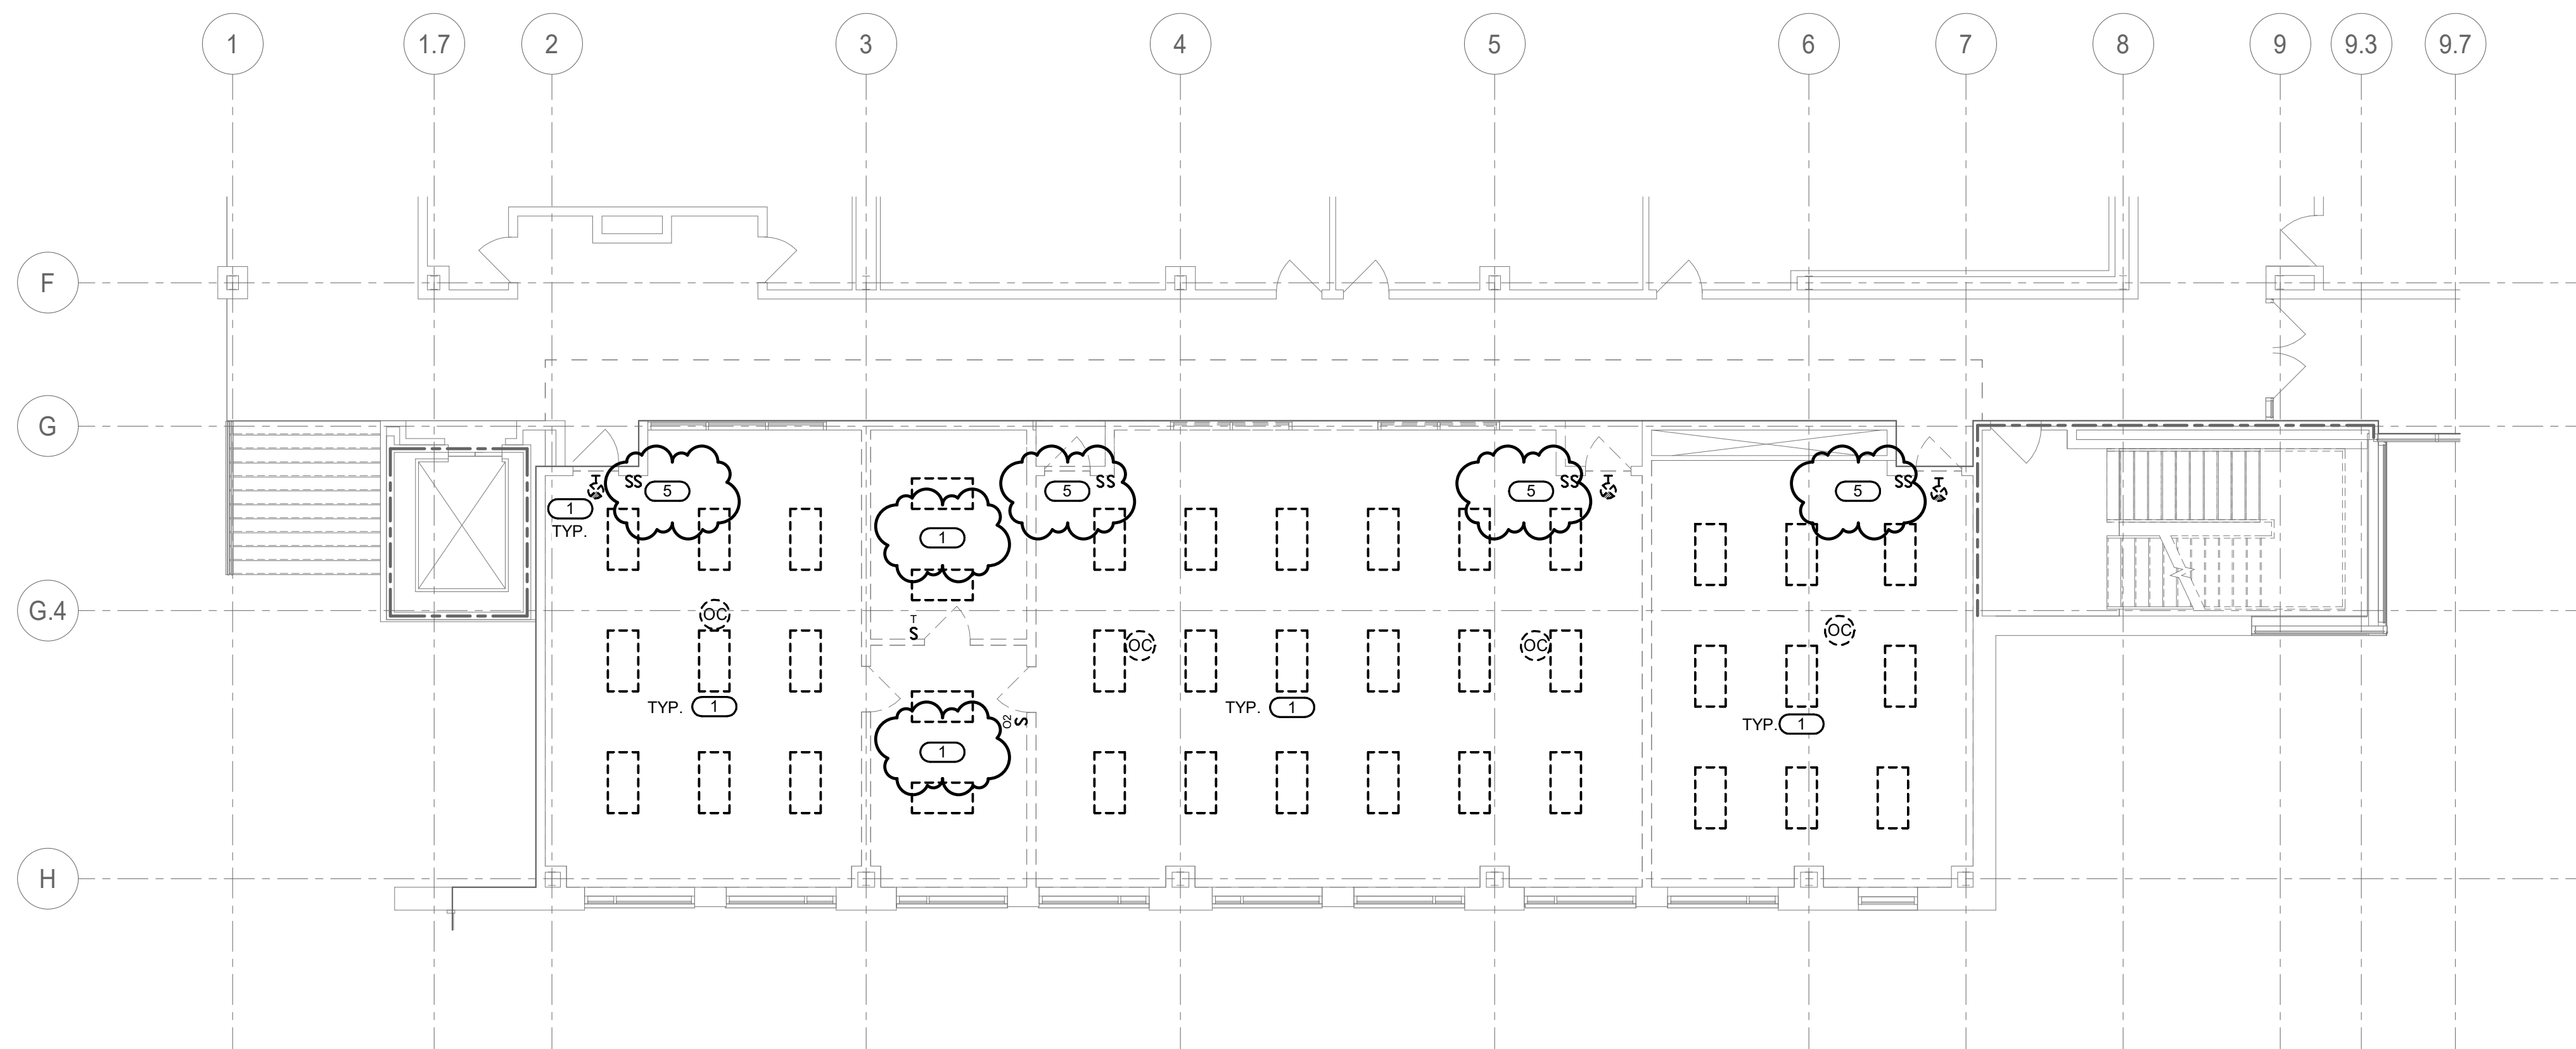 1 1.7 2 3 4 5 6 7 8 9 9.3 9.7
F
G
T SS 5 5 SS 5 SS T 5 SS T
1
TYP.
1
G.4
OC
T
S
OC OC OC
TYP. 1 TYP. 1 TYP. 1
O2 S
1
H